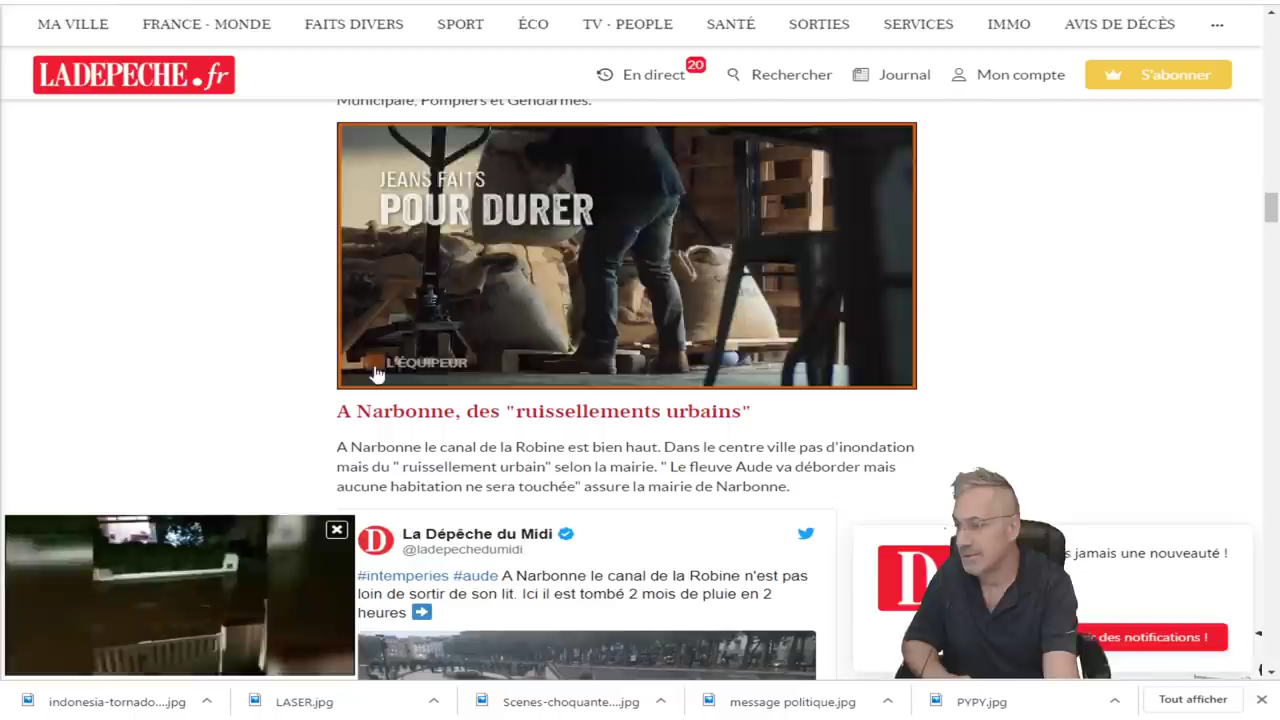 MA VILLE FRANCE - MONDE FAITS DIVERS SPORT ÉCO TV - PEOPLE SANTÉ SORTIES SERVICES IMMO AVIS DE DÉCÈS ...
LADEPECHE.fr En direct 20 Rechercher Journal Mon compte S'abonner
Municipale, Pompiers et Gendarmes.
JEANS FAITS
POUR DURER
L'ÉQUIPEUR
A Narbonne, des "ruissellements urbains"
A Narbonne le canal de la Robine est bien haut. Dans le centre ville pas d'inondation
mais du " ruissellement urbain" selon la mairie. " Le fleuve Aude va déborder mais
aucune habitation ne sera touchée" assure la mairie de Narbonne.
D La Dépêche du Midi
@ladepechedumidi
#intemperies #aude A Narbonne le canal de la Robine n'est pas
loin de sortir de son lit. Ici il est tombé 2 mois de pluie en 2
heures
D s jamais une nouveauté !
des notifications !
indonesia-tornado....jpg LASER.jpg Scenes-choquante....jpg message politique.jpg PYPY.jpg Tout afficher